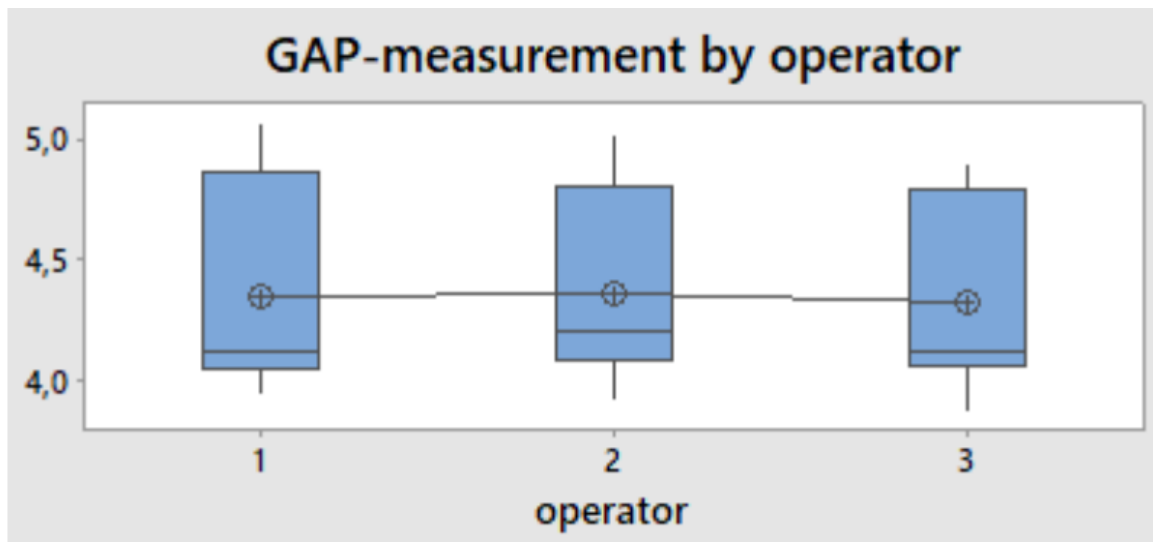 GAP-measurement by operator
5,0
4,5
4,0
1 2 3
operator